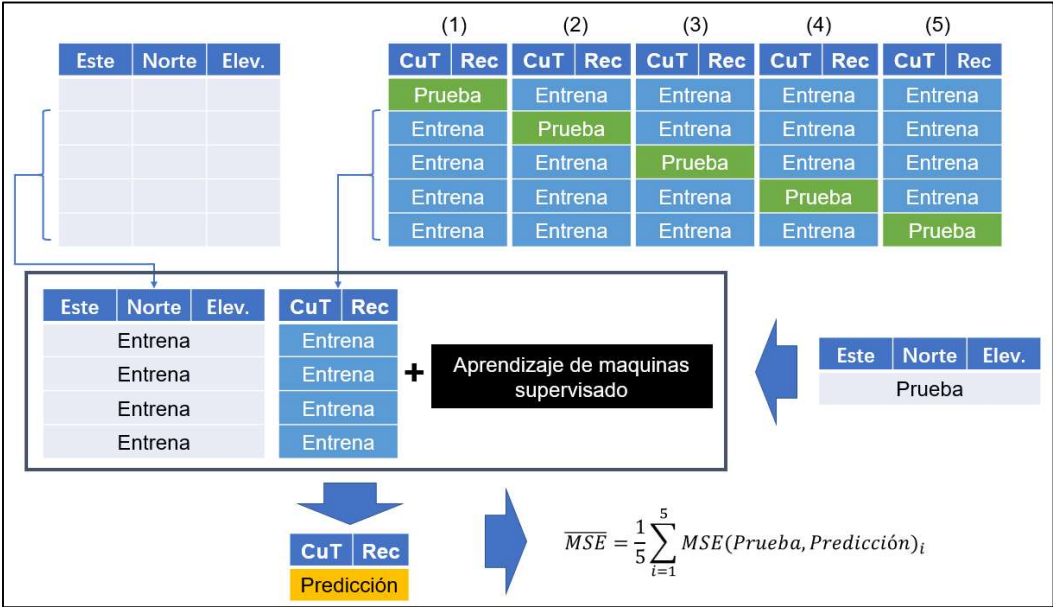 (1) (2) (3) (4) (5)
Este Norte Elev. CuT Rec CuT Rec CuT Rec CuT Rec CuT Rec
Prueba Entrena Entrena Entrena Entrena
Entrena Prueba Entrena Entrena Entrena
Entrena Entrena Prueba Entrena Entrena
Entrena Entrena Entrena Prueba Entrena
Entrena Entrena Entrena Entrena Prueba
Este Norte Elev. CuT Rec
Entrena Entrena
Entrena Entrena
Entrena Entrena
Entrena Entrena
+
Aprendizaje de maquinas
supervisado
Este Norte Elev.
Prueba
CuT Rec
Predicción
$\overline{MSE} = \frac{1}{5}\sum_{i=1}^{5} MSE(Prueba, Predicción)_i$